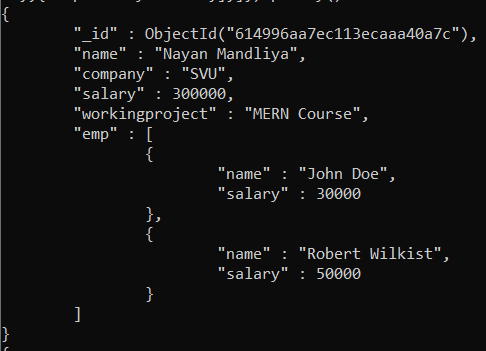 {
"_id" : ObjectId("614996aa7ec113ecaaa40a7c"),
"name" : "Nayan Mandliya",
"company" : "SVU",
"salary" : 300000,
"workingproject" : "MERN Course",
"emp" : [
{
"name" : "John Doe",
"salary" : 30000
},
{
"name" : "Robert Wilkist",
"salary" : 50000
}
]
}